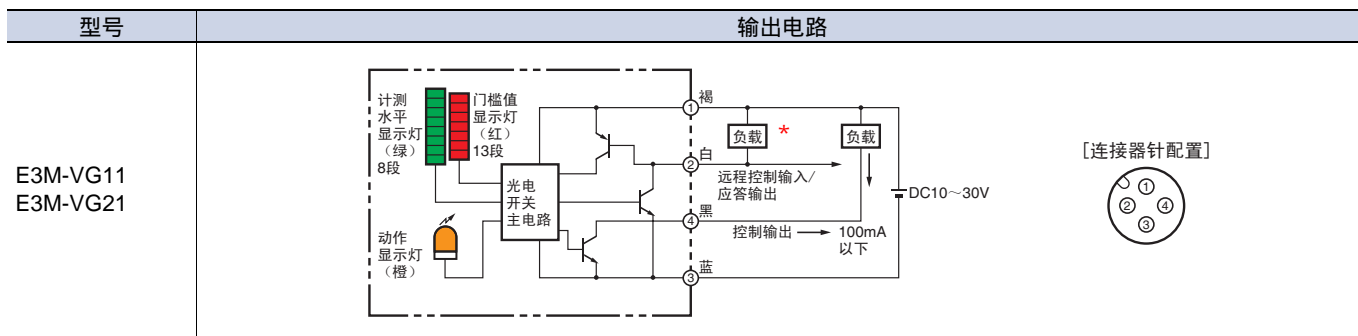 型号
输出电路
E3M-VG11
E3M-VG21
计测
水平
显示灯
（绿）
8段
门槛值
显示灯
（红）
13段
动作
显示灯
（橙）
光电
开关
主电路
① 褐
② 白
④ 黑
③ 蓝
负载 *
负载
远程控制输入/
应答输出
控制输出 → 100mA
以下
DC10～30V
[连接器针配置]
①
② ④
③